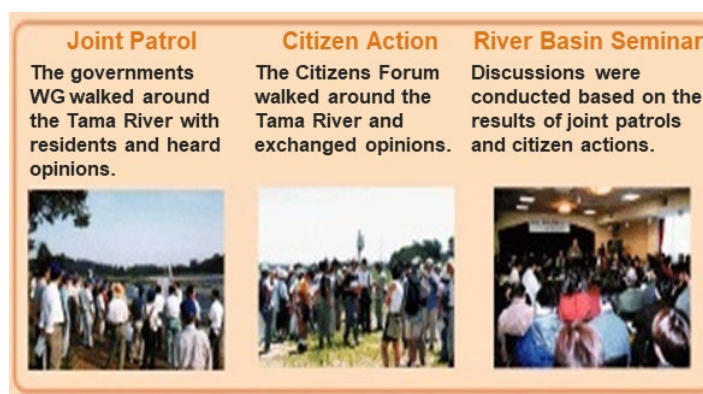 Joint Patrol
The governments
WG walked around
the Tama River with
residents and heard
opinions.
Citizen Action
The Citizens Forum
walked around the
Tama River and
exchanged opinions.
River Basin Seminar
Discussions were
conducted based on the
results of joint patrols
and citizen actions.